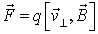 F⃗ = q[v⃗⊥, B⃗]